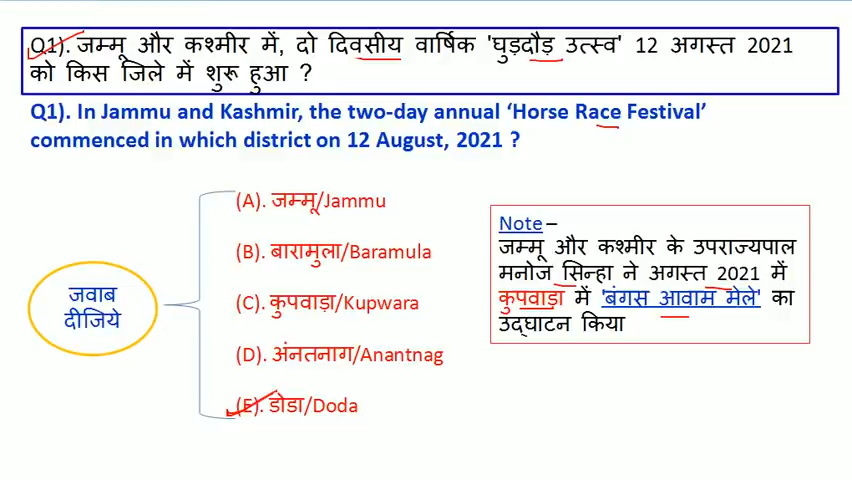 Q1). जम्मू और कश्मीर में, दो दिवसीय वार्षिक 'घुड़दौड़ उत्स्व' 12 अगस्त 2021
को किस जिले में शुरू हुआ ?
Q1). In Jammu and Kashmir, the two-day annual ‘Horse Race Festival’
commenced in which district on 12 August, 2021 ?
(A). जम्मू/Jammu
(B). बारामुला/Baramula
(C). कुपवाड़ा/Kupwara
(D). अंनतनाग/Anantnag
(E). डोडा/Doda
जवाब
दीजिये
Note –
जम्मू और कश्मीर के उपराज्यपाल
मनोज सिन्हा ने अगस्त 2021 में
कुपवाड़ा में 'बंगस आवाम मेले' का
उद्घाटन किया